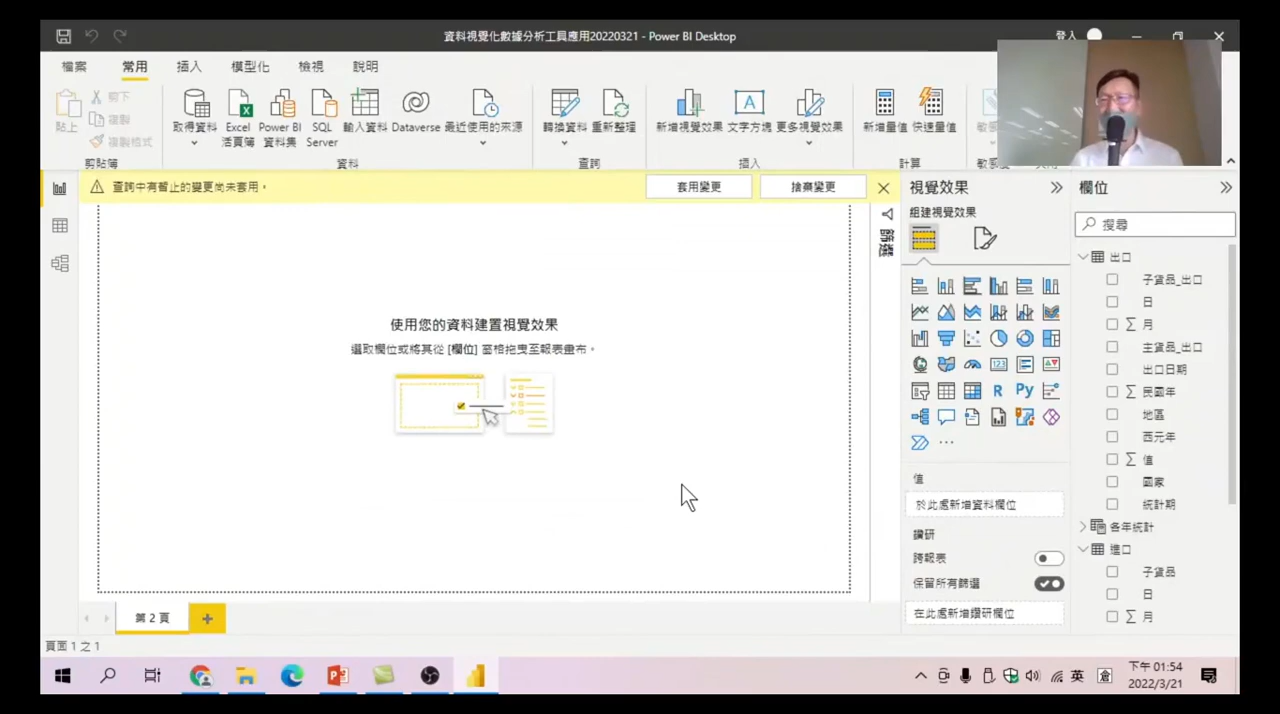 資料視覺化數據分析工具應用20220321 - Power BI Desktop
登入
檔案 常用 插入 模型化 檢視 說明
貼上
剪下
複製
複製格式
剪貼簿
取得資料
Excel 活頁簿
Power BI 資料集
SQL Server
輸入資料
Dataverse
最近使用的來源
資料
轉換資料
重新整理
查詢
新增視覺效果
文字方塊
更多視覺效果
插入
新增量值
快速量值
計算
敏感度
查詢中有暫止的變更尚未套用。
套用變更
捨棄變更
使用您的資料建置視覺效果
選取欄位或將其從 [欄位] 窗格拖曳至報表畫布。
篩選
視覺效果
組建視覺效果
R
Py
值
於此處新增資料欄位
鑽研
跨報表
保留所有篩選
在此處新增鑽研欄位
欄位
搜尋
出口
子貨品_出口
日
∑ 月
主貨品_出口
出口日期
∑ 民國年
地區
西元年
∑ 值
國家
統計期
各年統計
進口
子貨品
日
∑ 月
第 2 頁
頁面 1 之 1
英
倉
下午 01:54
2022/3/21